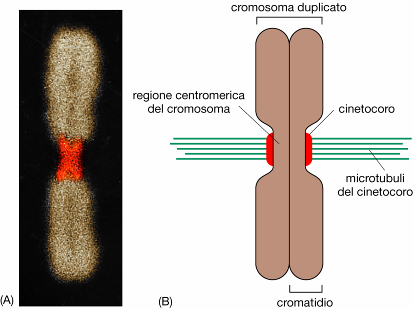 cromosoma duplicato
regione centromerica
del cromosoma
cinetocoro
microtubuli
del cinetocoro
(A)
(B)
cromatidio